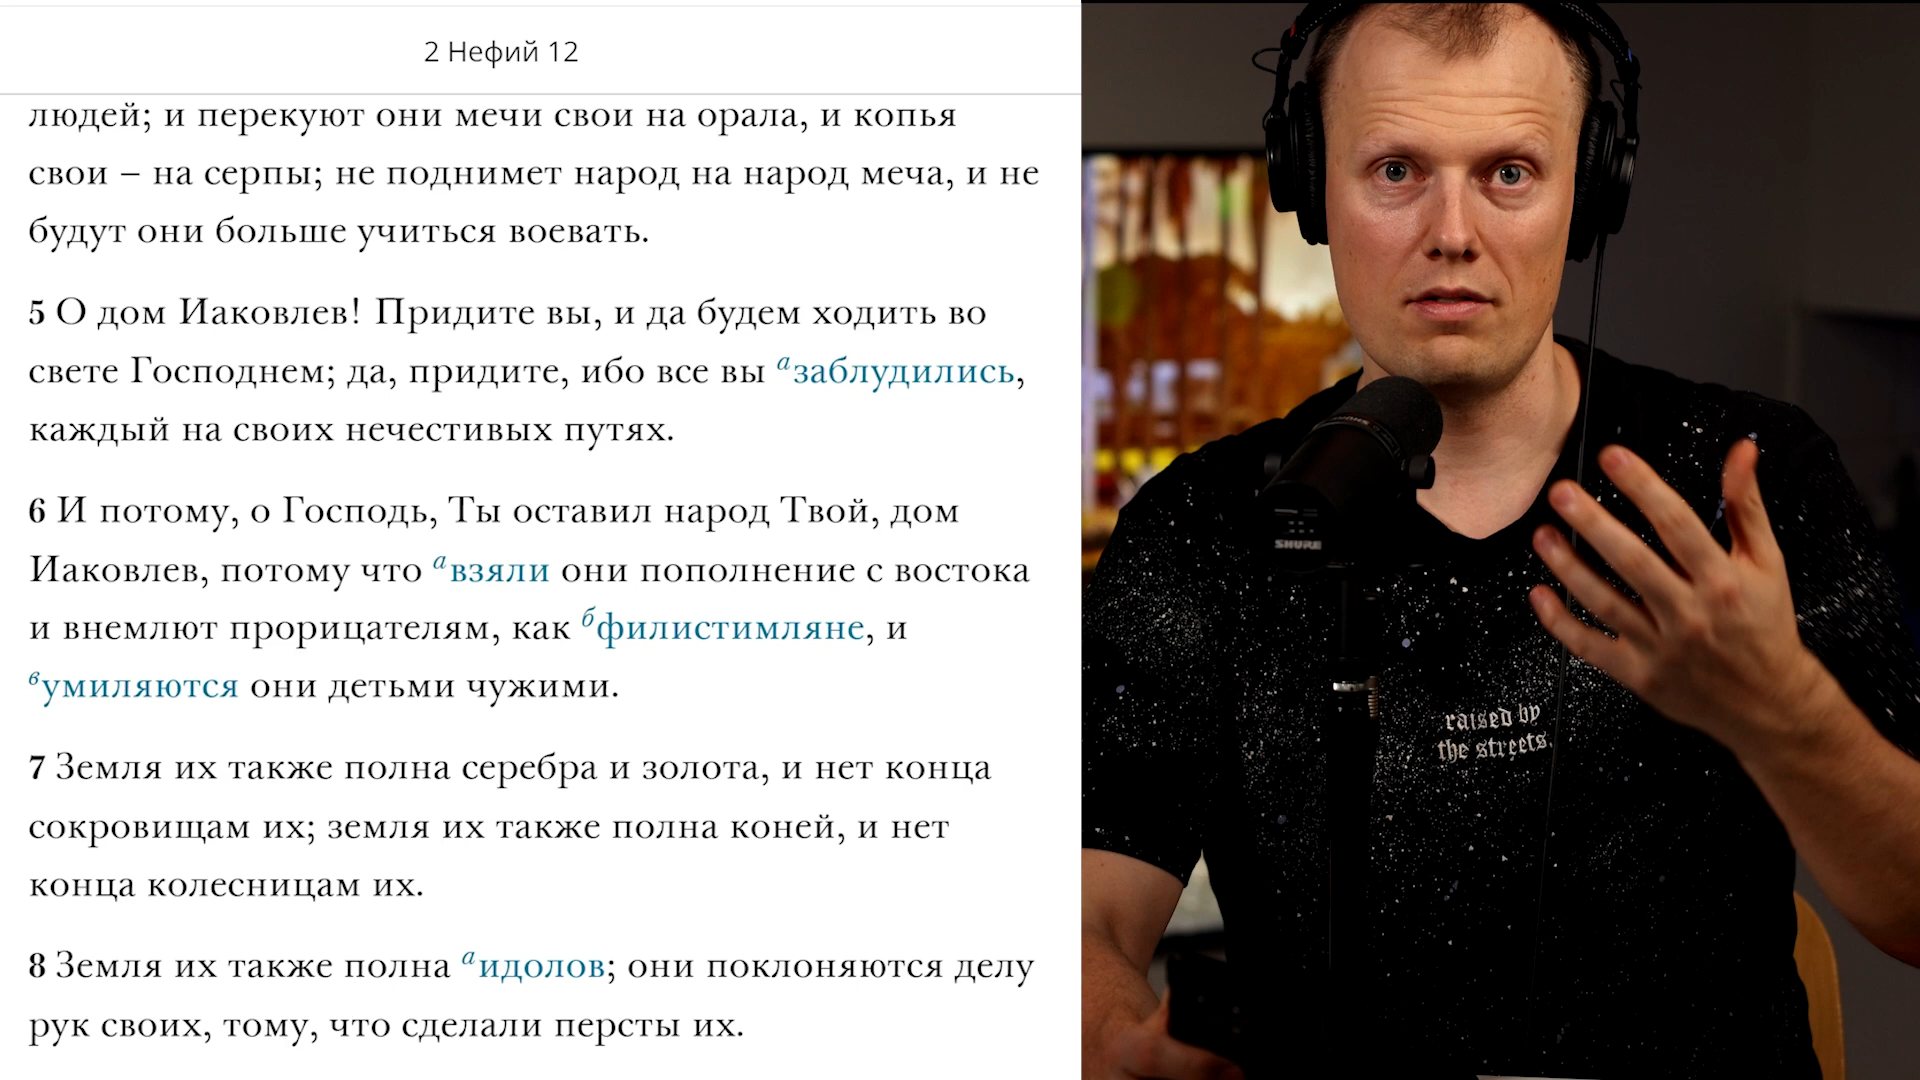 2 Нефий 12
людей; и перекуют они мечи свои на орала, и копья
свои – на серпы; не поднимет народ на народ меча, и не
будут они больше учиться воевать.
5 О дом Иаковлев! Придите вы, и да будем ходить во
свете Господнем; да, придите, ибо все вы aзаблудились,
каждый на своих нечестивых путях.
6 И потому, о Господь, Ты оставил народ Твой, дом
Иаковлев, потому что aвзяли они пополнение с востока
и внемлют прорицателям, как бфилистимляне, и
вумиляются они детьми чужими.
7 Земля их также полна серебра и золота, и нет конца
сокровищам их; земля их также полна коней, и нет
конца колесницам их.
8 Земля их также полна aидолов; они поклоняются делу
рук своих, тому, что сделали персты их.
SHURE
raised by
the streets